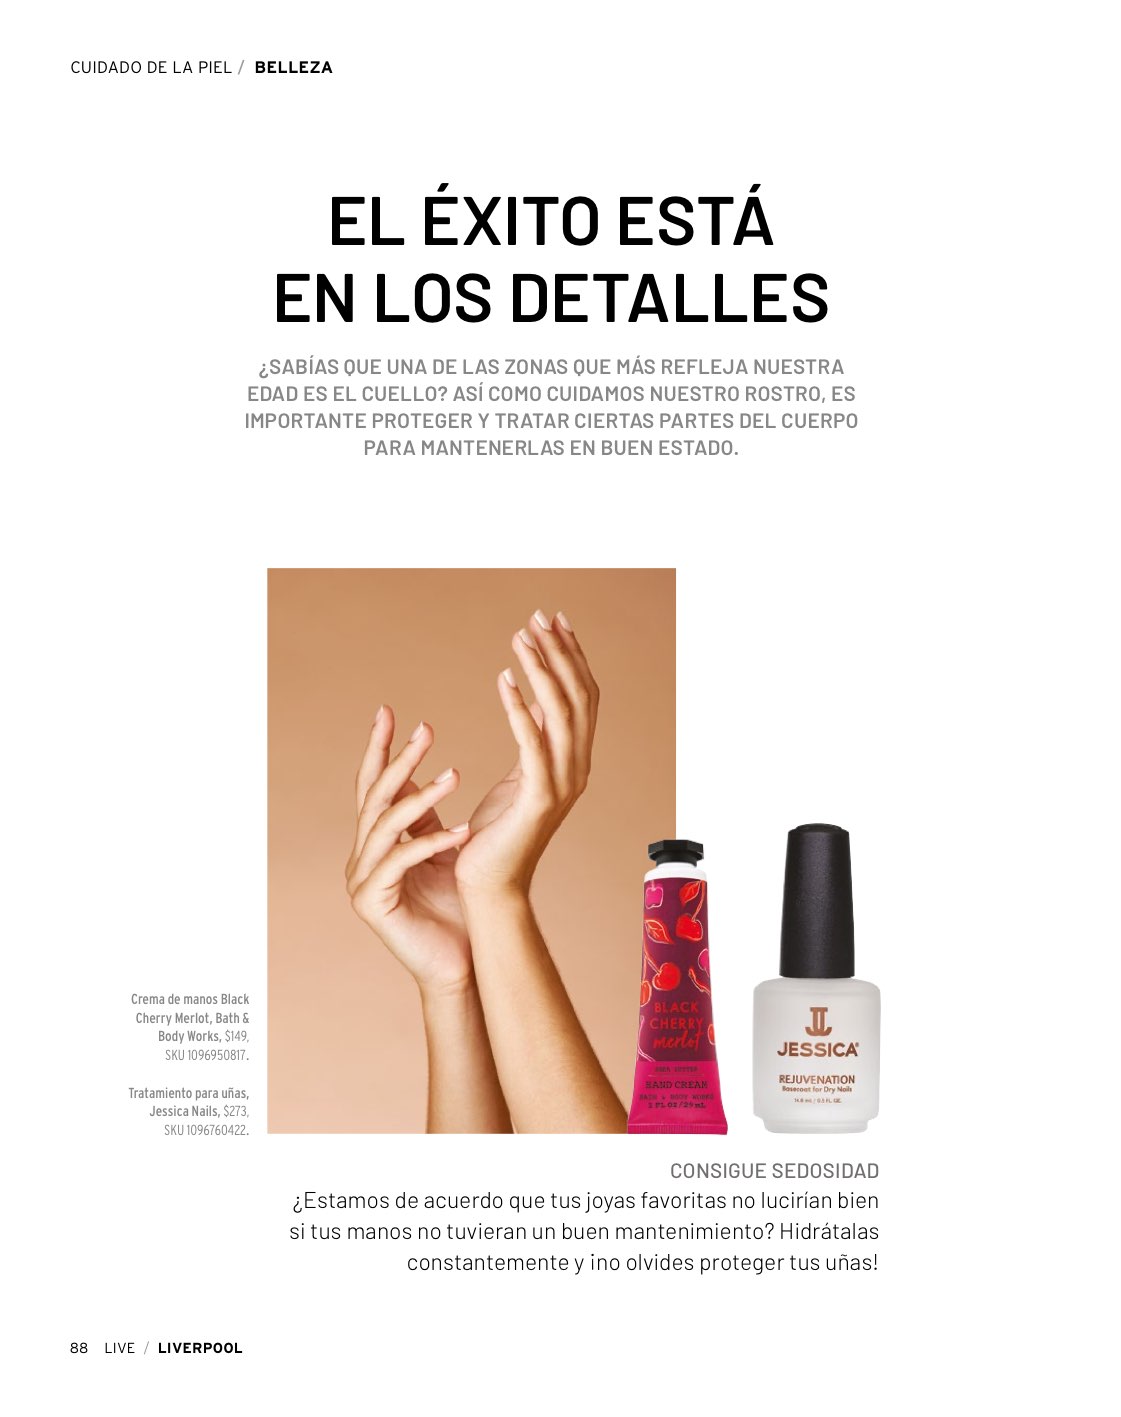 CUIDADO DE LA PIEL / BELLEZA
EL ÉXITO ESTÁ
EN LOS DETALLES
¿SABÍAS QUE UNA DE LAS ZONAS QUE MÁS REFLEJA NUESTRA
EDAD ES EL CUELLO? ASÍ COMO CUIDAMOS NUESTRO ROSTRO, ES
IMPORTANTE PROTEGER Y TRATAR CIERTAS PARTES DEL CUERPO
PARA MANTENERLAS EN BUEN ESTADO.
Crema de manos Black
Cherry Merlot, Bath &
Body Works, $149,
SKU 1096950817.
Tratamiento para uñas,
Jessica Nails, $273,
SKU 1096760422.
BLACK
CHERRY
merlot
SHEA BUTTER
HAND CREAM
BATH & BODY WORKS
1 FL OZ/29 mL
JESSICA®
REJUVENATION
Basecoat for Dry Nails
14.8 mL / 0.5 FL. OZ.
CONSIGUE SEDOSIDAD
¿Estamos de acuerdo que tus joyas favoritas no lucirían bien
si tus manos no tuvieran un buen mantenimiento? Hidrátalas
constantemente y ¡no olvides proteger tus uñas!
88 LIVE / LIVERPOOL